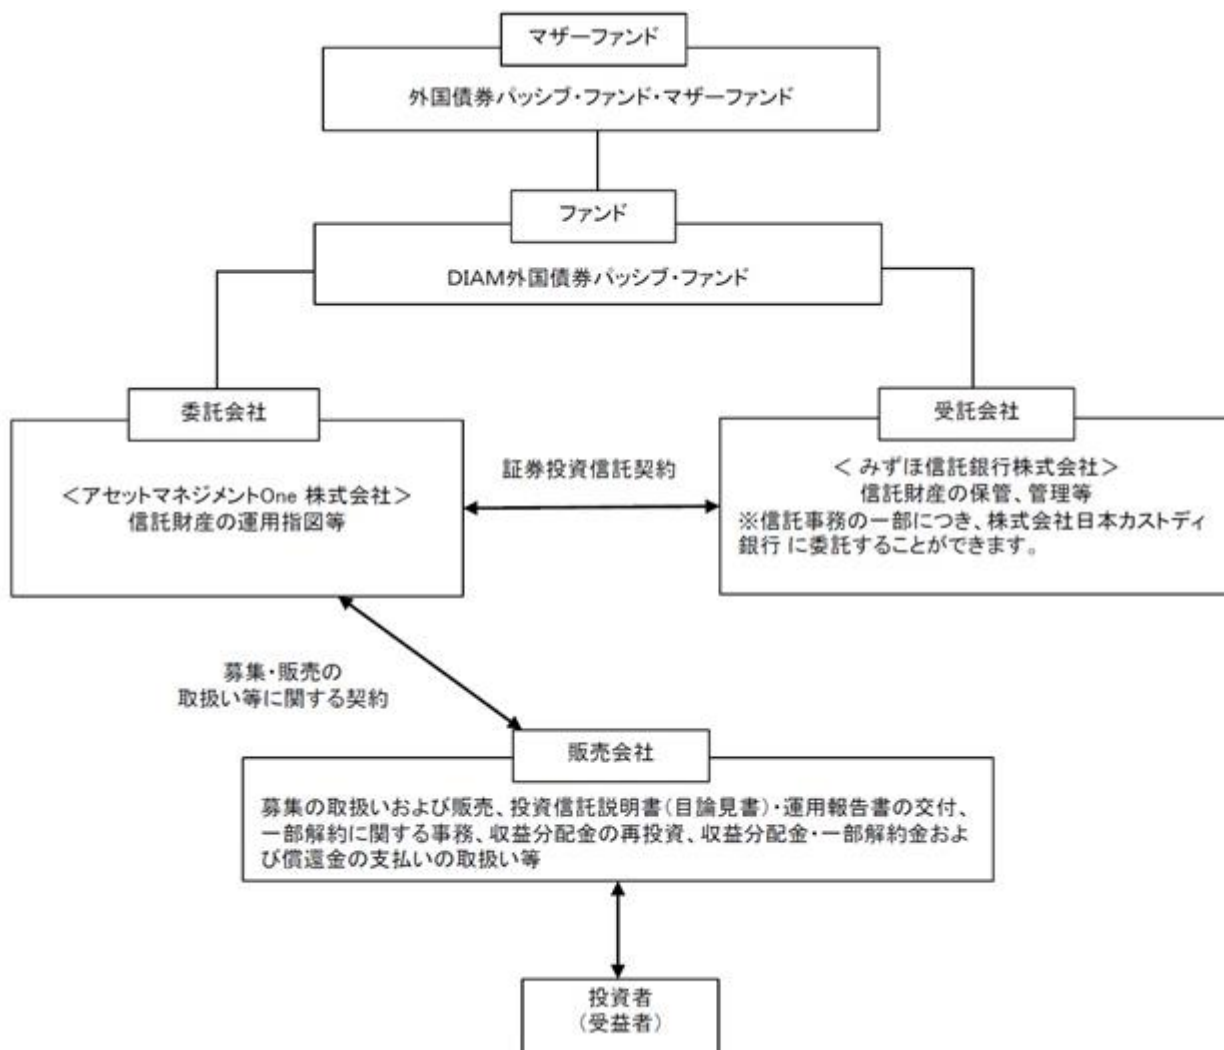 マザーファンド
外国債券パッシブ・ファンド・マザーファンド
ファンド
DIAM外国債券パッシブ・ファンド
委託会社
＜アセットマネジメントOne 株式会社＞
信託財産の運用指図等
証券投資信託契約
受託会社
＜ みずほ信託銀行株式会社＞
信託財産の保管、管理等
※信託事務の一部につき、株式会社日本カストディ
銀行 に委託することができます。
募集・販売の
取扱い等に関する契約
販売会社
募集の取扱いおよび販売、投資信託説明書(目論見書)・運用報告書の交付、
一部解約に関する事務、収益分配金の再投資、収益分配金・一部解約金およ
び償還金の支払いの取扱い等
投資者
（受益者）